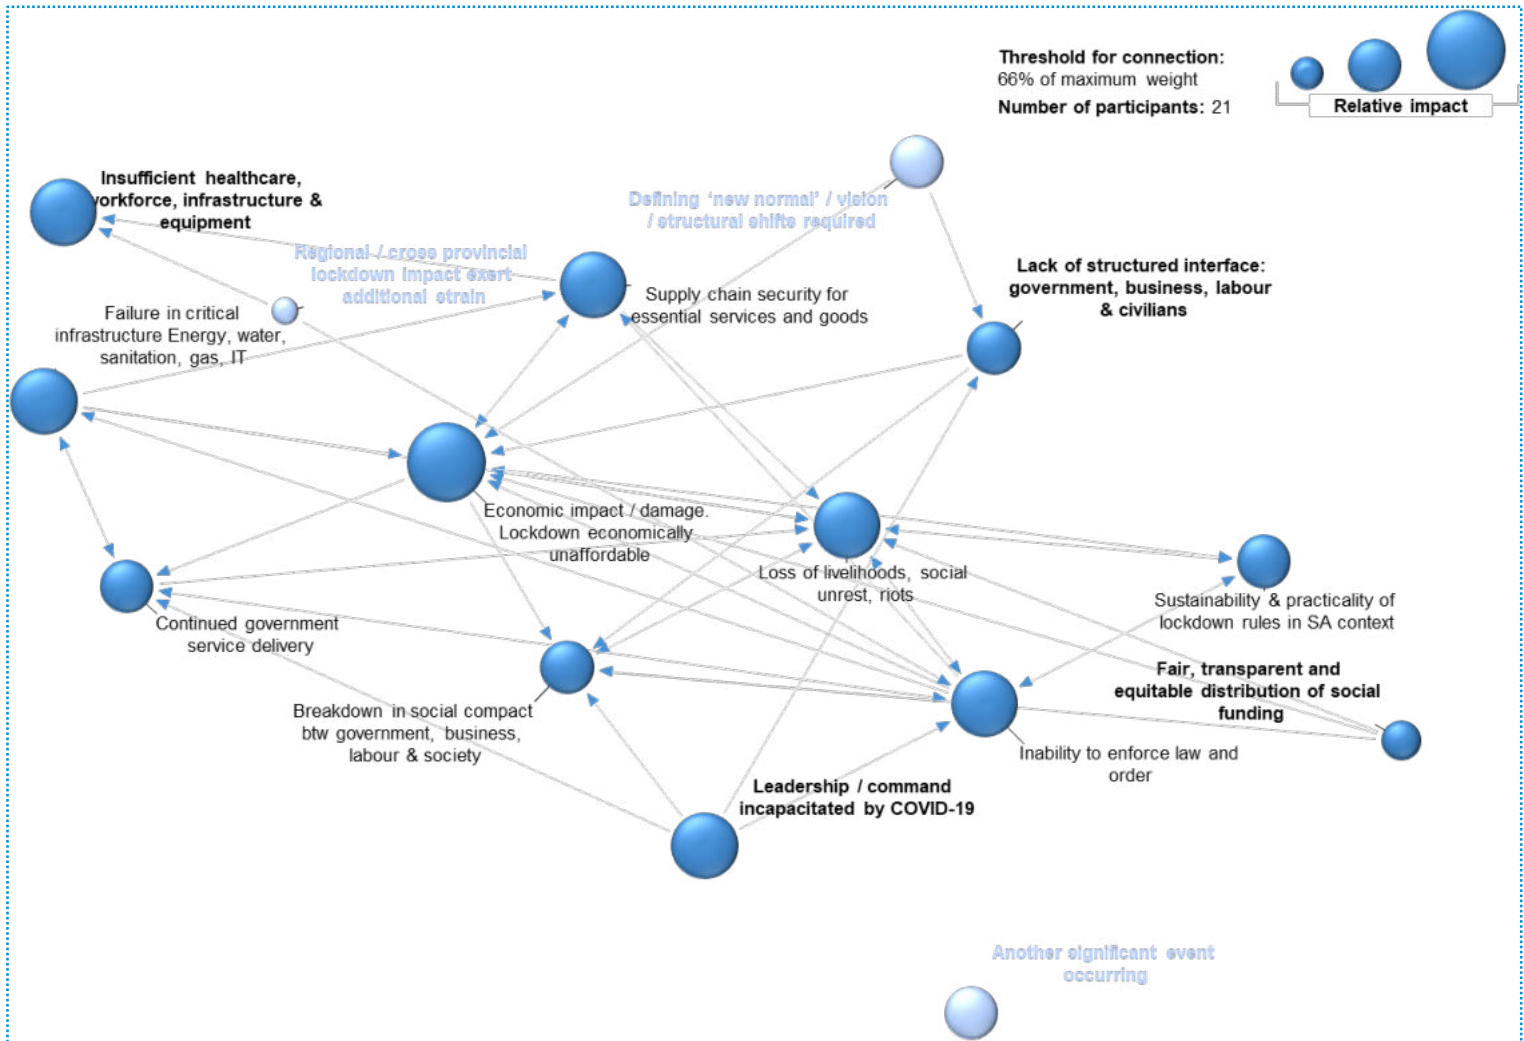 Threshold for connection:
66% of maximum weight
Number of participants: 21
Relative impact
Insufficient healthcare,
workforce, infrastructure &
equipment
Defining ‘new normal’ / vision
/ structural shifts required
Regional / cross provincial
lockdown impact exert
additional strain
Lack of structured interface:
government, business, labour
& civilians
Supply chain security for
essential services and goods
Failure in critical
infrastructure Energy, water,
sanitation, gas, IT
Economic impact / damage.
Lockdown economically
unaffordable
Loss of livelihoods, social
unrest, riots
Sustainability & practicality of
lockdown rules in SA context
Continued government
service delivery
Fair, transparent and
equitable distribution of social
funding
Breakdown in social compact
btw government, business,
labour & society
Inability to enforce law and
order
Leadership / command
incapacitated by COVID-19
Another significant event
occurring